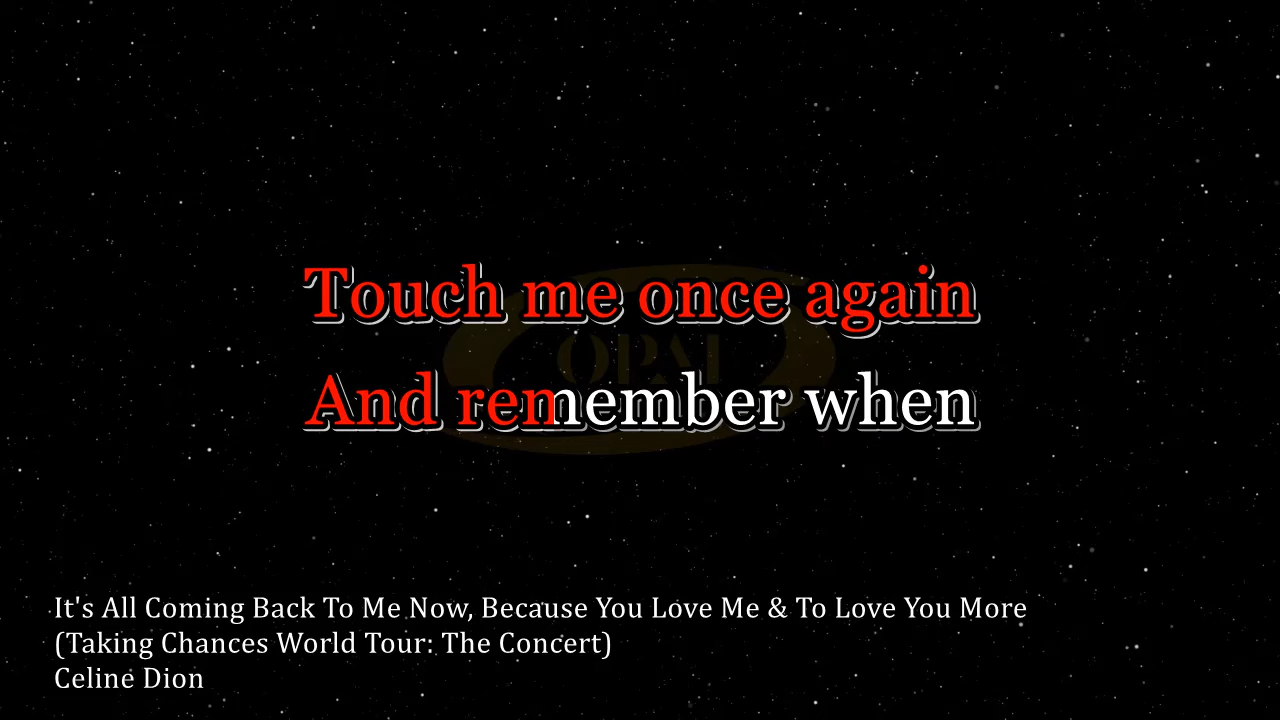 Touch me once again
OPAL
And remember when
It's All Coming Back To Me Now, Because You Love Me & To Love You More
(Taking Chances World Tour: The Concert)
Celine Dion